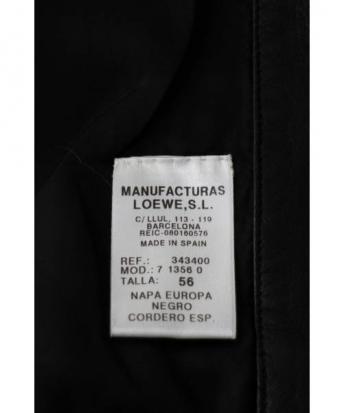 MANUFACTURAS
LOEWE,S.L.
C/LLUL, 113 - 119
BARCELONA
REIC-080160576
MADE IN SPAIN
REF.: 343400
MOD.: 7 1356 0
TALLA: 56
NAPA EUROPA
NEGRO
CORDERO ESP.